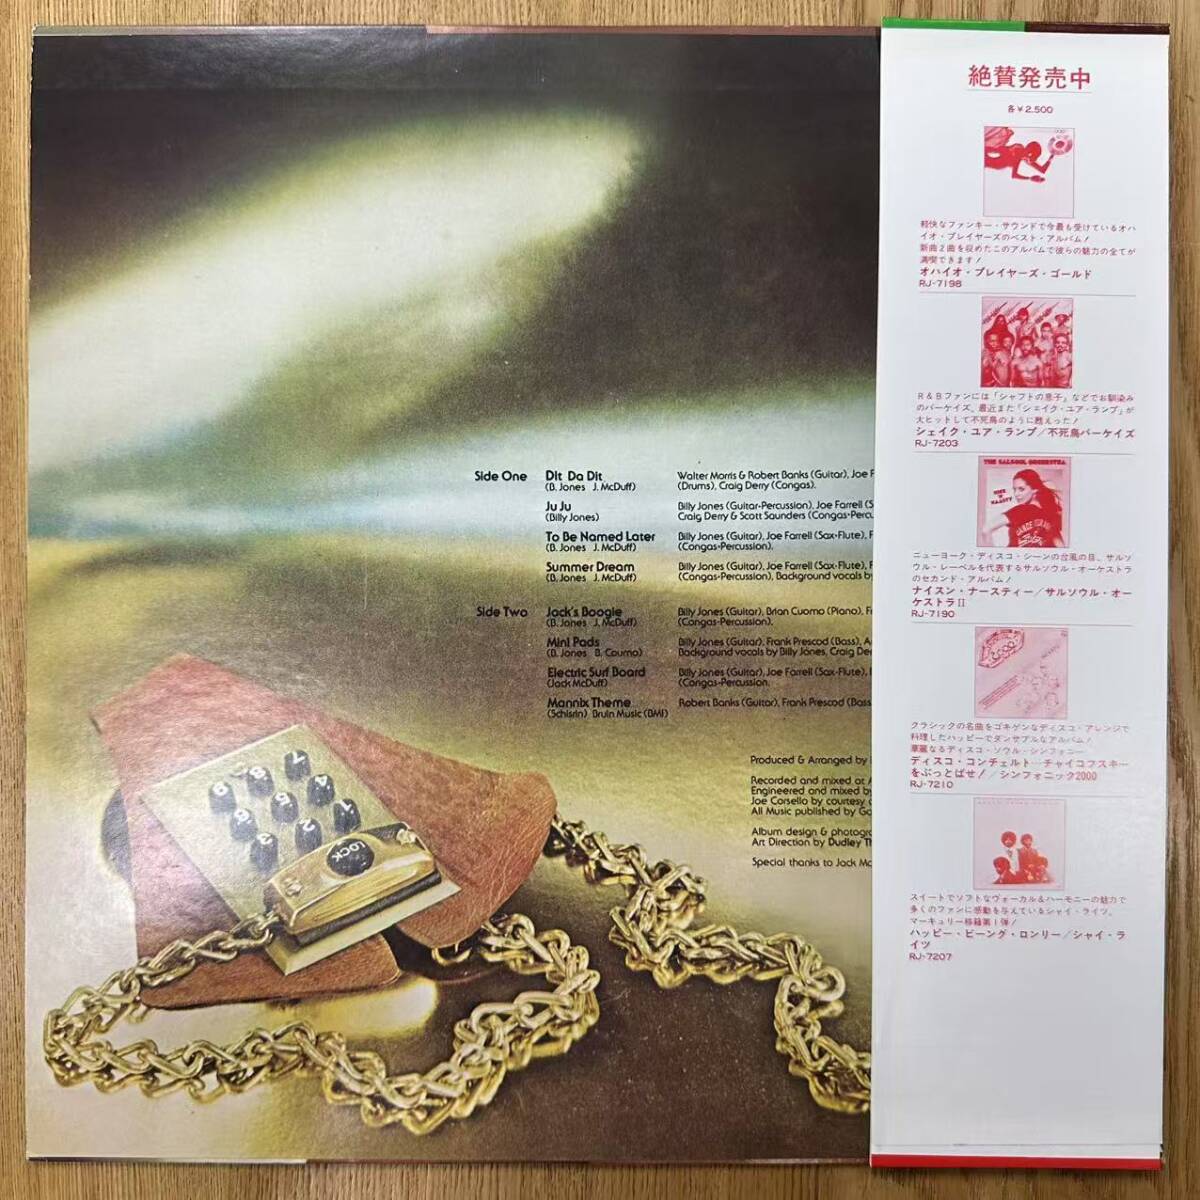 Side One
Dit Da Dit
(B. Jones J. McDuff)
Walter Morris & Robert Banks (Guitar), Joe F
(Drums), Craig Derry (Congas).
Ju Ju
(Billy Jones)
Billy Jones (Guitar-Percussion), Joe Farrell (S
Craig Derry & Scott Saunders (Congas-Percu
To Be Named Later
(B. Jones J. McDuff)
Billy Jones (Guitar), Joe Farrell (Sax-Flute), F
(Congas-Percussion).
Summer Dream
(B. Jones J. McDuff)
Billy Jones (Guitar), Joe Farrell (Sax-Flute), F
(Congas-Percussion), Background vocals by
Side Two
Jack's Boogie
(B. Jones J. McDuff)
Billy Jones (Guitar), Brian Cuomo (Piano), Fr
(Congas-Percussion).
Mini Pads
(B. Jones B. Coumo)
Billy Jones (Guitar), Frank Prescod (Bass), A
Background vocals by Billy Jones, Craig De
Electric Surf Board
(Jack McDuff)
Billy Jones (Guitar), Joe Farrell (Sax-Flute),
(Congas-Percussion.
Mannix Theme
(Schisrin) Bruin Music (BMI)
Robert Banks (Guitar), Frank Prescod (Bass
Produced & Arranged by
Recorded and mixed at A
Engineered and mixed by
Joe Corsello by courtesy o
All Music published by Ga
Album design & photogra
Art Direction by Dudley Th
Special thanks to Jack Mc
LOCK
絶賛発売中
各￥2,500
軽快なファンキー・サウンドで今最も受けているオハ
イオ・プレイヤーズのベスト・アルバム！
新曲2曲を収めたこのアルバムで彼らの魅力の全てが
満喫できます！
オハイオ・プレイヤーズ・ゴールド
RJ-7198
R&Bファンには「シャフトの息子」などでお馴染み
のバーケイズ、最近また「シェイク・ユア・ランプ」が
大ヒットして不死鳥のように甦えった！
シェイク・ユア・ランプ／不死鳥バーケイズ
RJ-7203
THE SALSOUL ORCHESTRA
NICE 'N' NAASTY
ニューヨーク・ディスコ・シーンの台風の目、サルソ
ウル・レーベルを代表するサルソウル・オーケストラ
のセカンド・アルバム！
ナイスン・ナースティー／サルソウル・オー
ケストラII
RJ-7190
クラシックの名曲をゴキゲンなディスコ・アレンジで
料理したハッピーでダンサブルなアルバム！
華麗なるディスコ・ソウル・シンフォニー
ディスコ・コンチェルト―チャイコフスキー
をぶっとばせ！／シンフォニック2000
RJ-7210
スイートでソフトなヴォーカル&ハーモニーの魅力で
多くのファンに感動を与えているシャイ・ライツ、
マーキュリー移籍第1弾！
ハッピー・ビーング・ロンリー／シャイ・ラ
イツ
RJ-7207